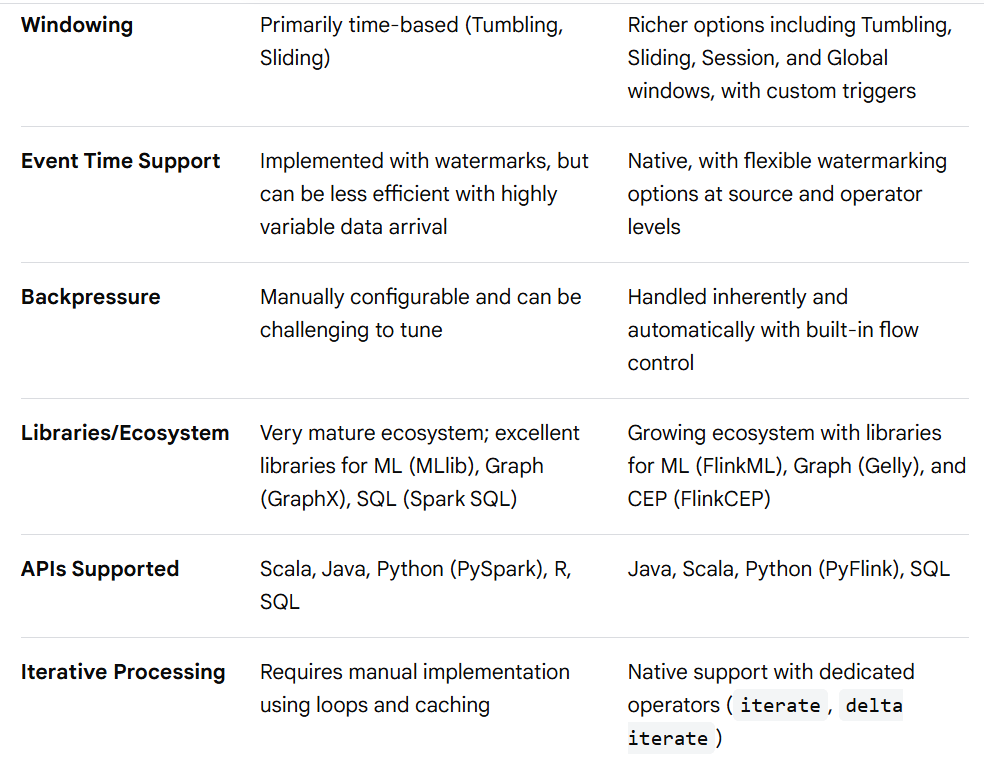 Windowing
Primarily time-based (Tumbling,
Sliding)
Richer options including Tumbling,
Sliding, Session, and Global
windows, with custom triggers
Event Time Support
Implemented with watermarks, but
can be less efficient with highly
variable data arrival
Native, with flexible watermarking
options at source and operator
levels
Backpressure
Manually configurable and can be
challenging to tune
Handled inherently and
automatically with built-in flow
control
Libraries/Ecosystem
Very mature ecosystem; excellent
libraries for ML (MLlib), Graph
(GraphX), SQL (Spark SQL)
Growing ecosystem with libraries
for ML (FlinkML), Graph (Gelly), and
CEP (FlinkCEP)
APIs Supported
Scala, Java, Python (PySpark), R,
SQL
Java, Scala, Python (PyFlink), SQL
Iterative Processing
Requires manual implementation
using loops and caching
Native support with dedicated
operators ( iterate , delta
iterate )